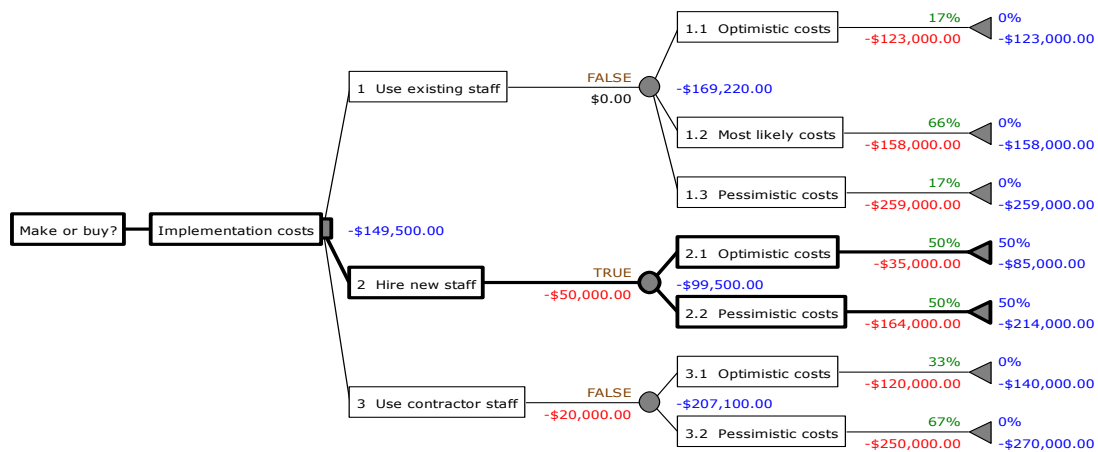 Make or buy?
Implementation costs
-$149,500.00
1 Use existing staff
FALSE
$0.00
-$169,220.00
1.1 Optimistic costs
17%
-$123,000.00
0%
-$123,000.00
1.2 Most likely costs
66%
-$158,000.00
0%
-$158,000.00
1.3 Pessimistic costs
17%
-$259,000.00
0%
-$259,000.00
2 Hire new staff
TRUE
-$50,000.00
-$99,500.00
2.1 Optimistic costs
50%
-$35,000.00
50%
-$85,000.00
2.2 Pessimistic costs
50%
-$164,000.00
50%
-$214,000.00
3 Use contractor staff
FALSE
-$20,000.00
-$207,100.00
3.1 Optimistic costs
33%
-$120,000.00
0%
-$140,000.00
3.2 Pessimistic costs
67%
-$250,000.00
0%
-$270,000.00